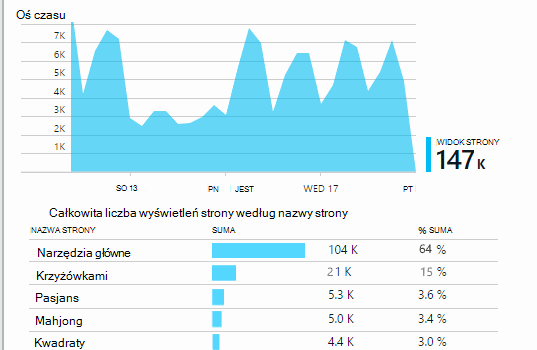 Oś czasu
7K
6K
5K
4K
3K
2K
1K
WIDOK STRONY
147 K
SO 13 PN JEST WED 17 PT
Całkowita liczba wyświetleń strony według nazwy strony
NAZWA STRONY SUMA % SUMA
Narzędzia główne 104 K 64 %
Krzyżówkami 21 K 15 %
Pasjans 5.3 K 3.6 %
Mahjong 5.0 K 3.4 %
Kwadraty 4.4 K 3.0 %